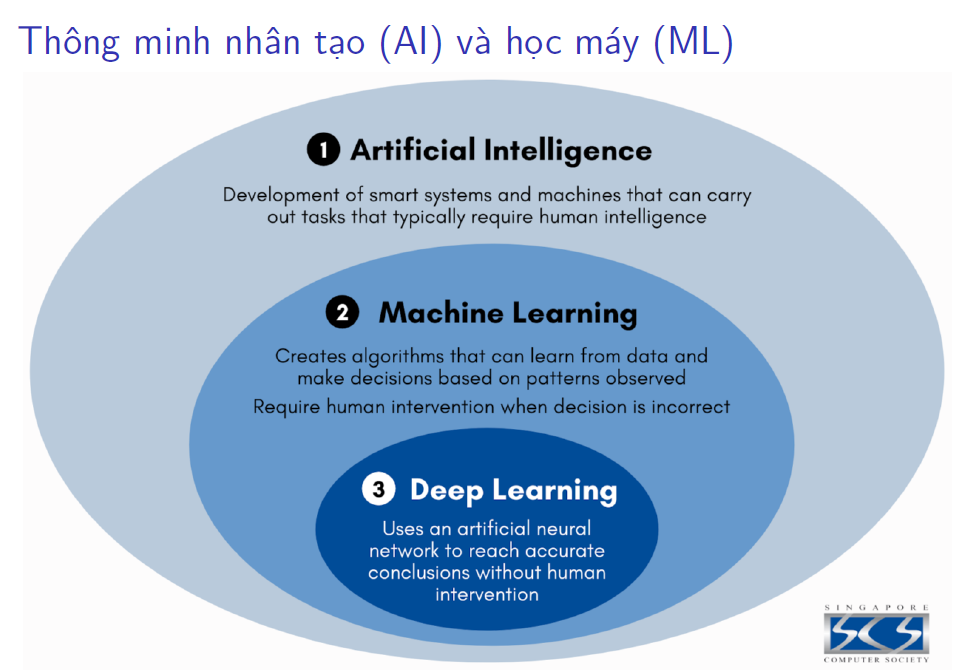 Thông minh nhân tạo (AI) và học máy (ML)
1 Artificial Intelligence
Development of smart systems and machines that can carry
out tasks that typically require human intelligence
2 Machine Learning
Creates algorithms that can learn from data and
make decisions based on patterns observed
Require human intervention when decision is incorrect
3 Deep Learning
Uses an artificial neural
network to reach accurate
conclusions without human
intervention
SINGAPORE
SCS
COMPUTER SOCIETY